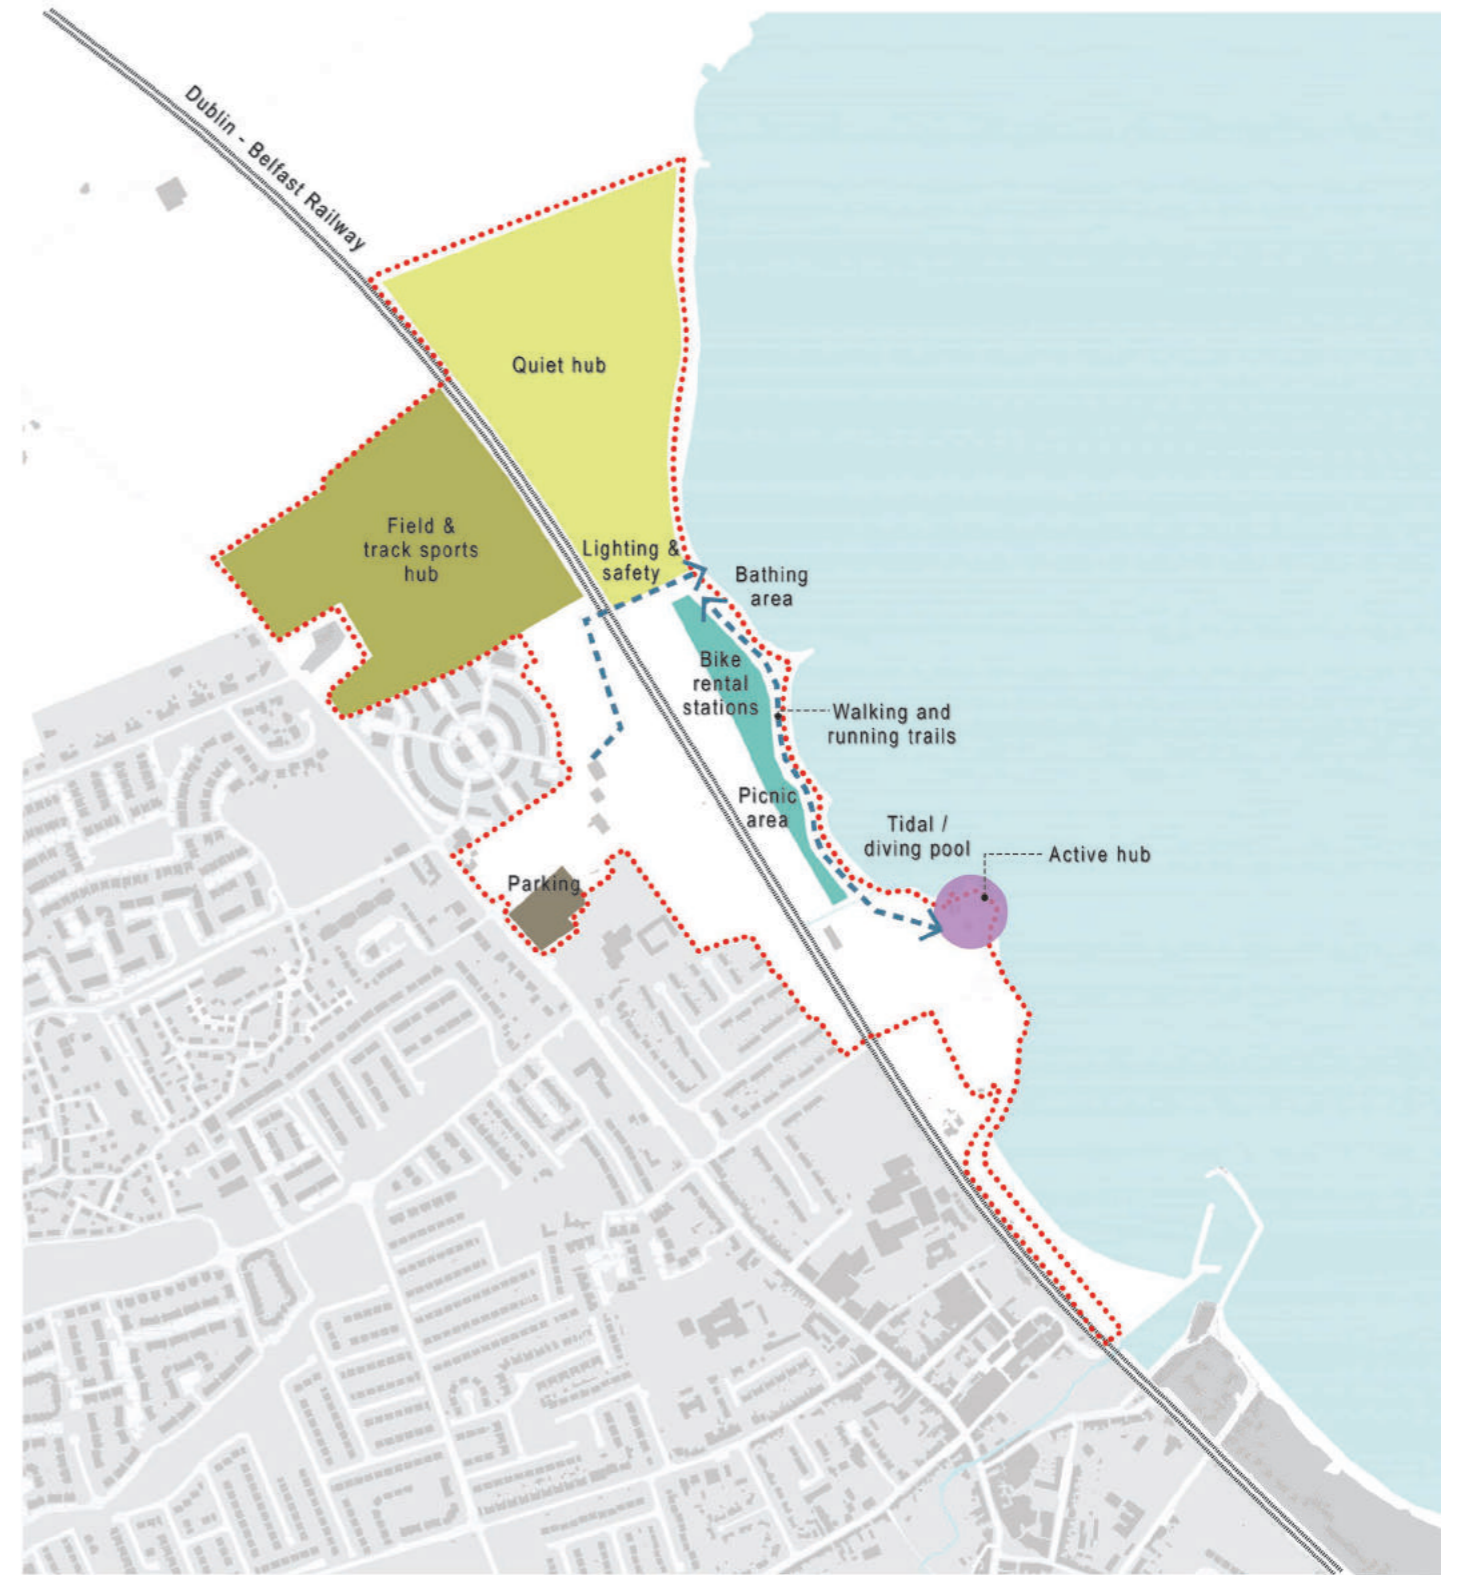 Dublin - Belfast Railway
Quiet hub
Field &
track sports
hub
Lighting &
safety
Bathing
area
Bike
rental
stations
Walking and
running trails
Picnic
area
Tidal /
diving pool
Active hub
Parking